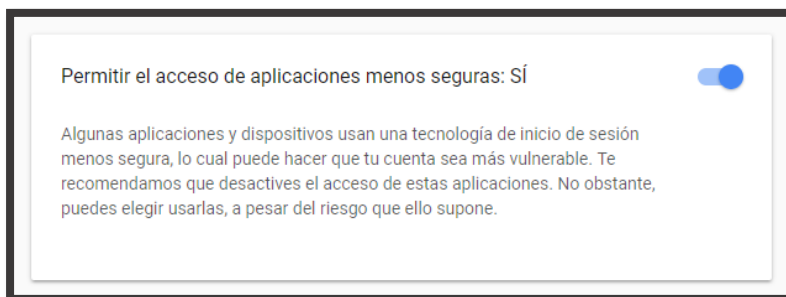 Permitir el acceso de aplicaciones menos seguras: SÍ
Algunas aplicaciones y dispositivos usan una tecnología de inicio de sesión
menos segura, lo cual puede hacer que tu cuenta sea más vulnerable. Te
recomendamos que desactives el acceso de estas aplicaciones. No obstante,
puedes elegir usarlas, a pesar del riesgo que ello supone.